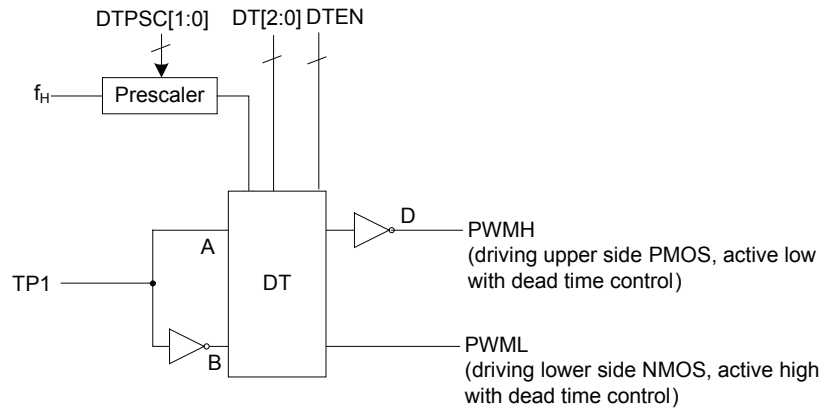 DTPSC[1:0] DT[2:0] DTEN
fH
Prescaler
A
D
PWMH
(driving upper side PMOS, active low
with dead time control)
TP1
DT
B
PWML
(driving lower side NMOS, active high
with dead time control)